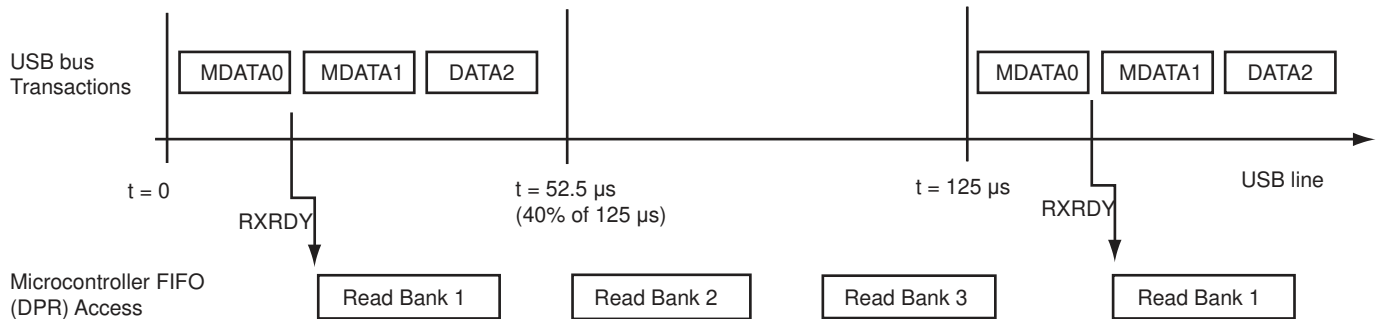 USB bus
Transactions
MDATA0 MDATA1 DATA2 MDATA0 MDATA1 DATA2
t = 0
t = 52.5 µs
(40% of 125 µs)
t = 125 µs
USB line
RXRDY
RXRDY
Microcontroller FIFO
(DPR) Access
Read Bank 1 Read Bank 2 Read Bank 3 Read Bank 1